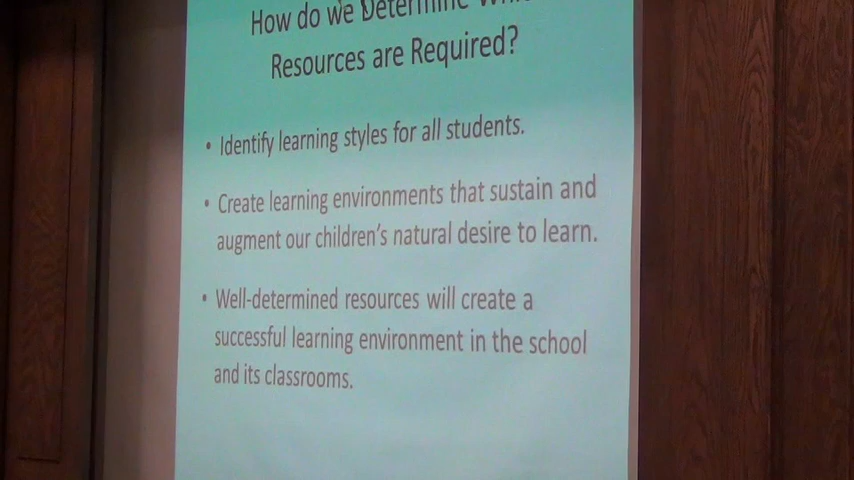 How do we Determine
Resources are Required?
• Identify learning styles for all students.
• Create learning environments that sustain and
augment our children's natural desire to learn.
• Well-determined resources will create a
successful learning environment in the school
and its classrooms.